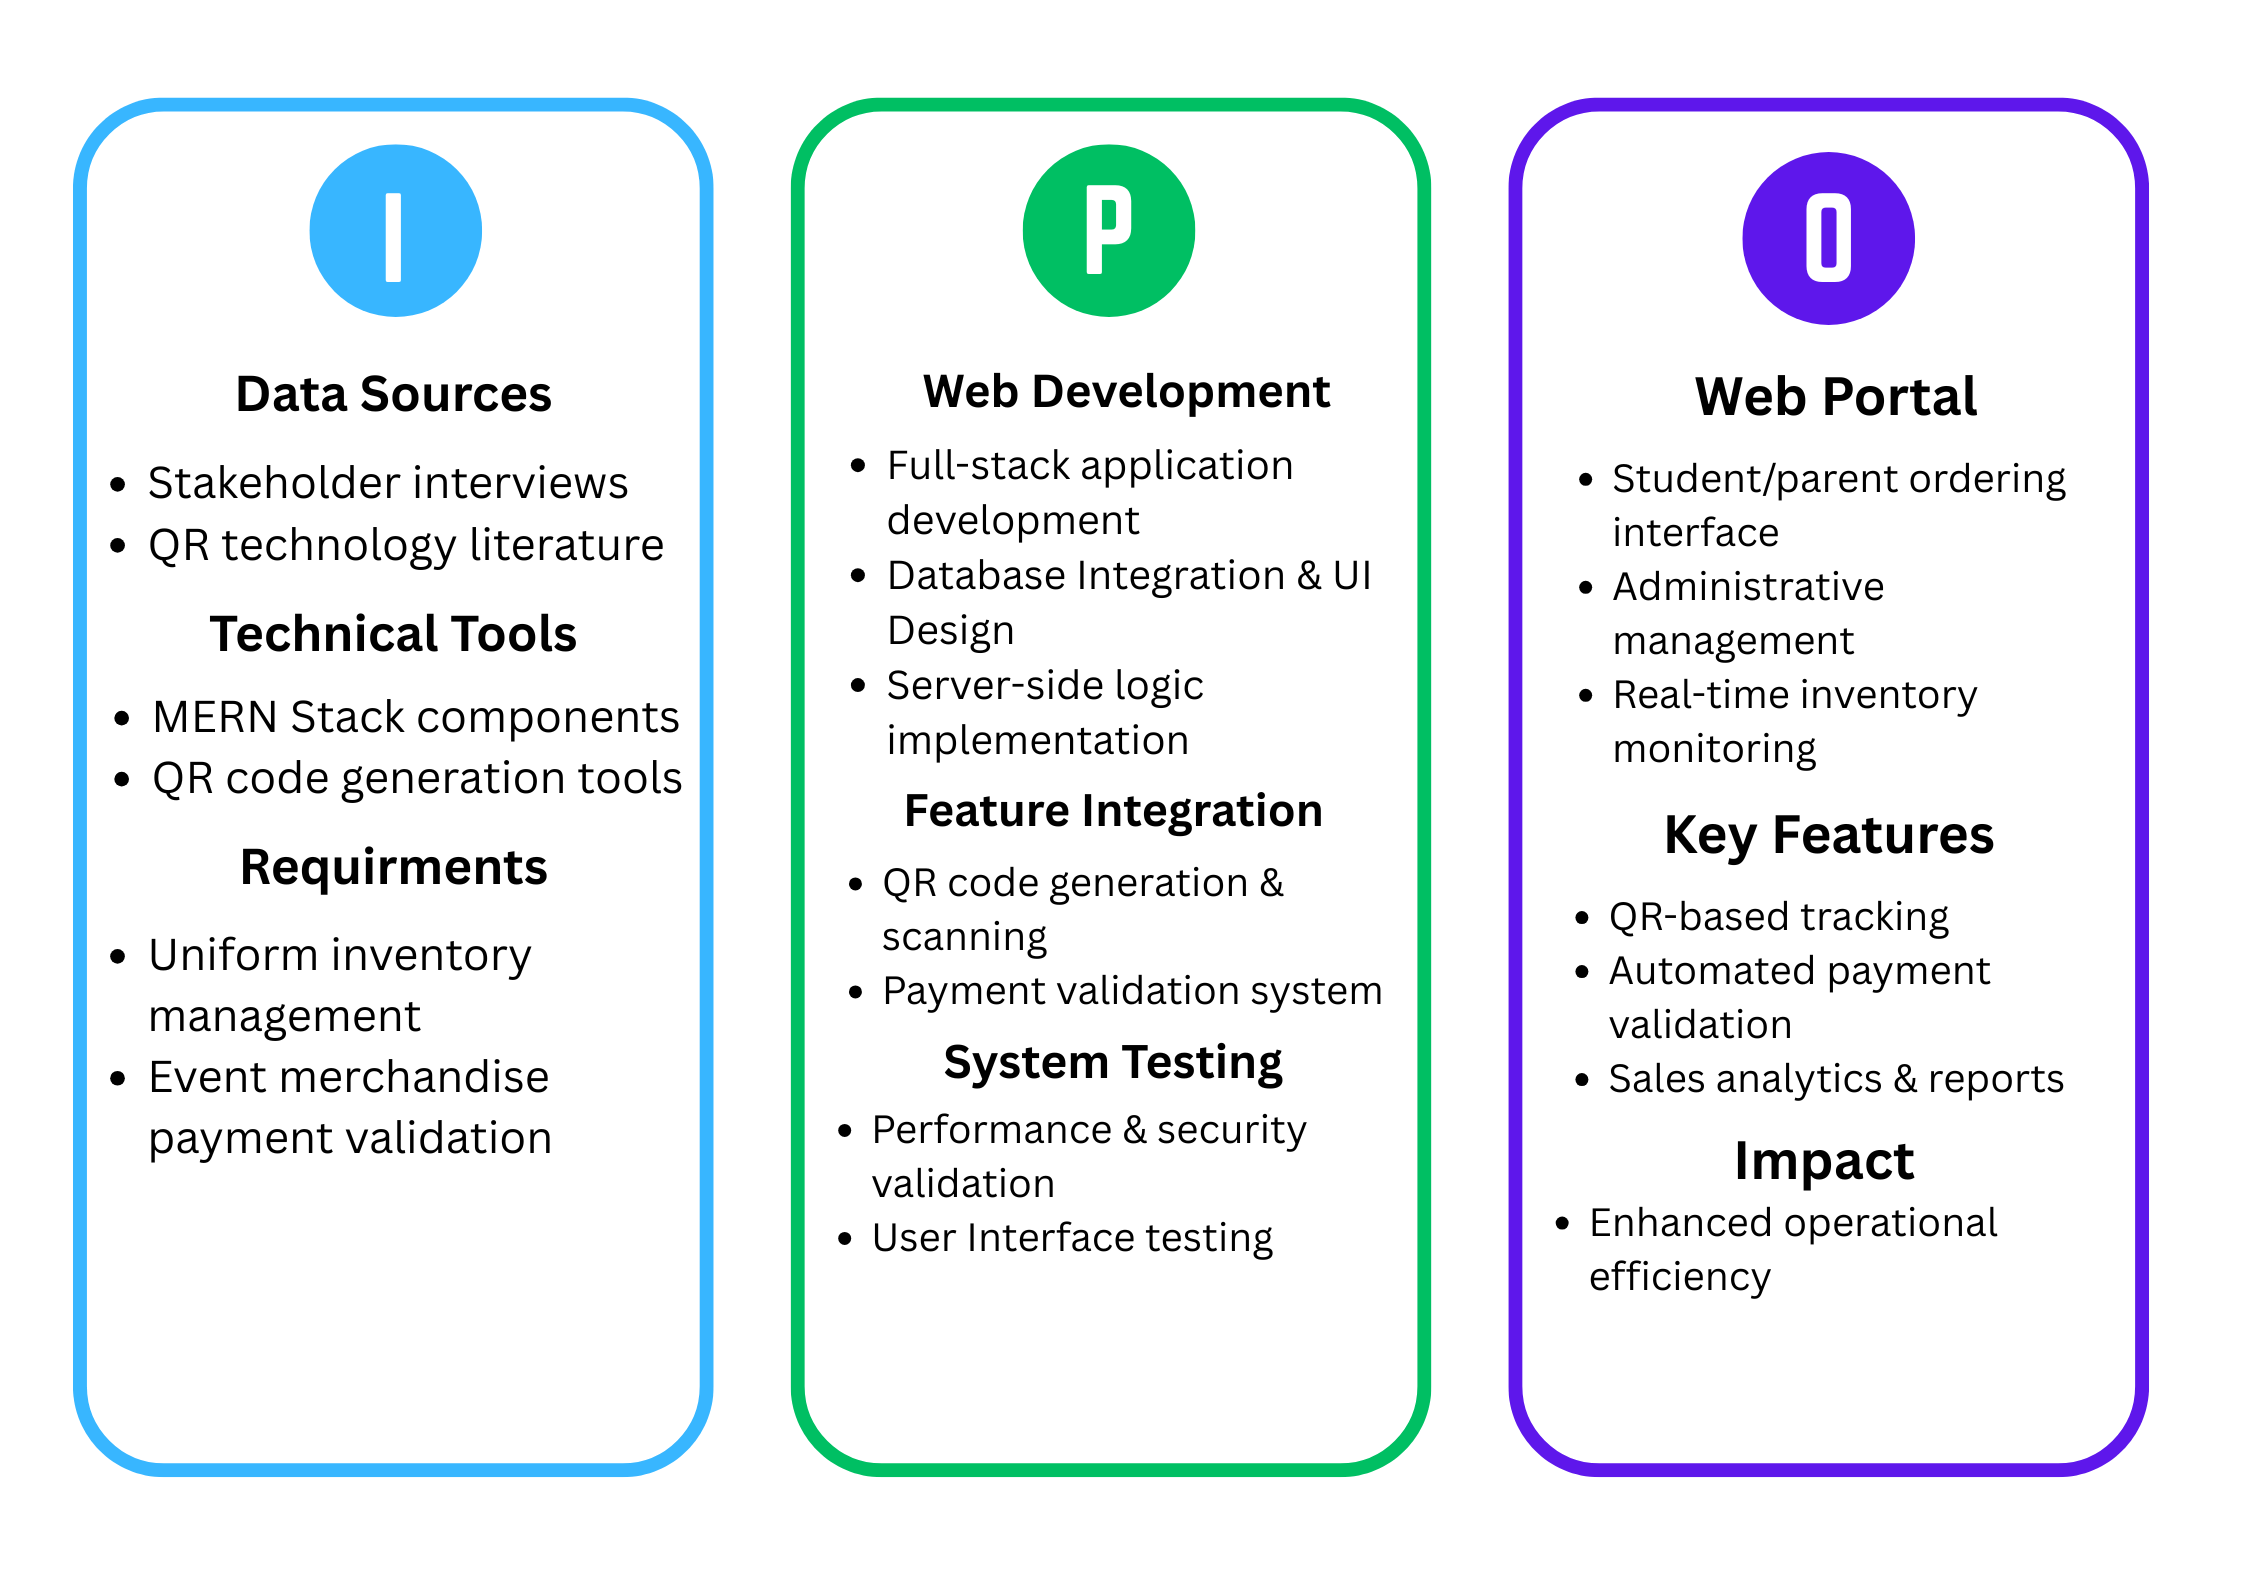 I
Data Sources
• Stakeholder interviews
• QR technology literature
Technical Tools
• MERN Stack components
• QR code generation tools
Requirments
• Uniform inventory
management
• Event merchandise
payment validation
P
Web Development
• Full-stack application
development
• Database Integration & UI
Design
• Server-side logic
implementation
Feature Integration
• QR code generation &
scanning
• Payment validation system
System Testing
• Performance & security
validation
• User Interface testing
O
Web Portal
• Student/parent ordering
interface
• Administrative
management
• Real-time inventory
monitoring
Key Features
• QR-based tracking
• Automated payment
validation
• Sales analytics & reports
Impact
• Enhanced operational
efficiency